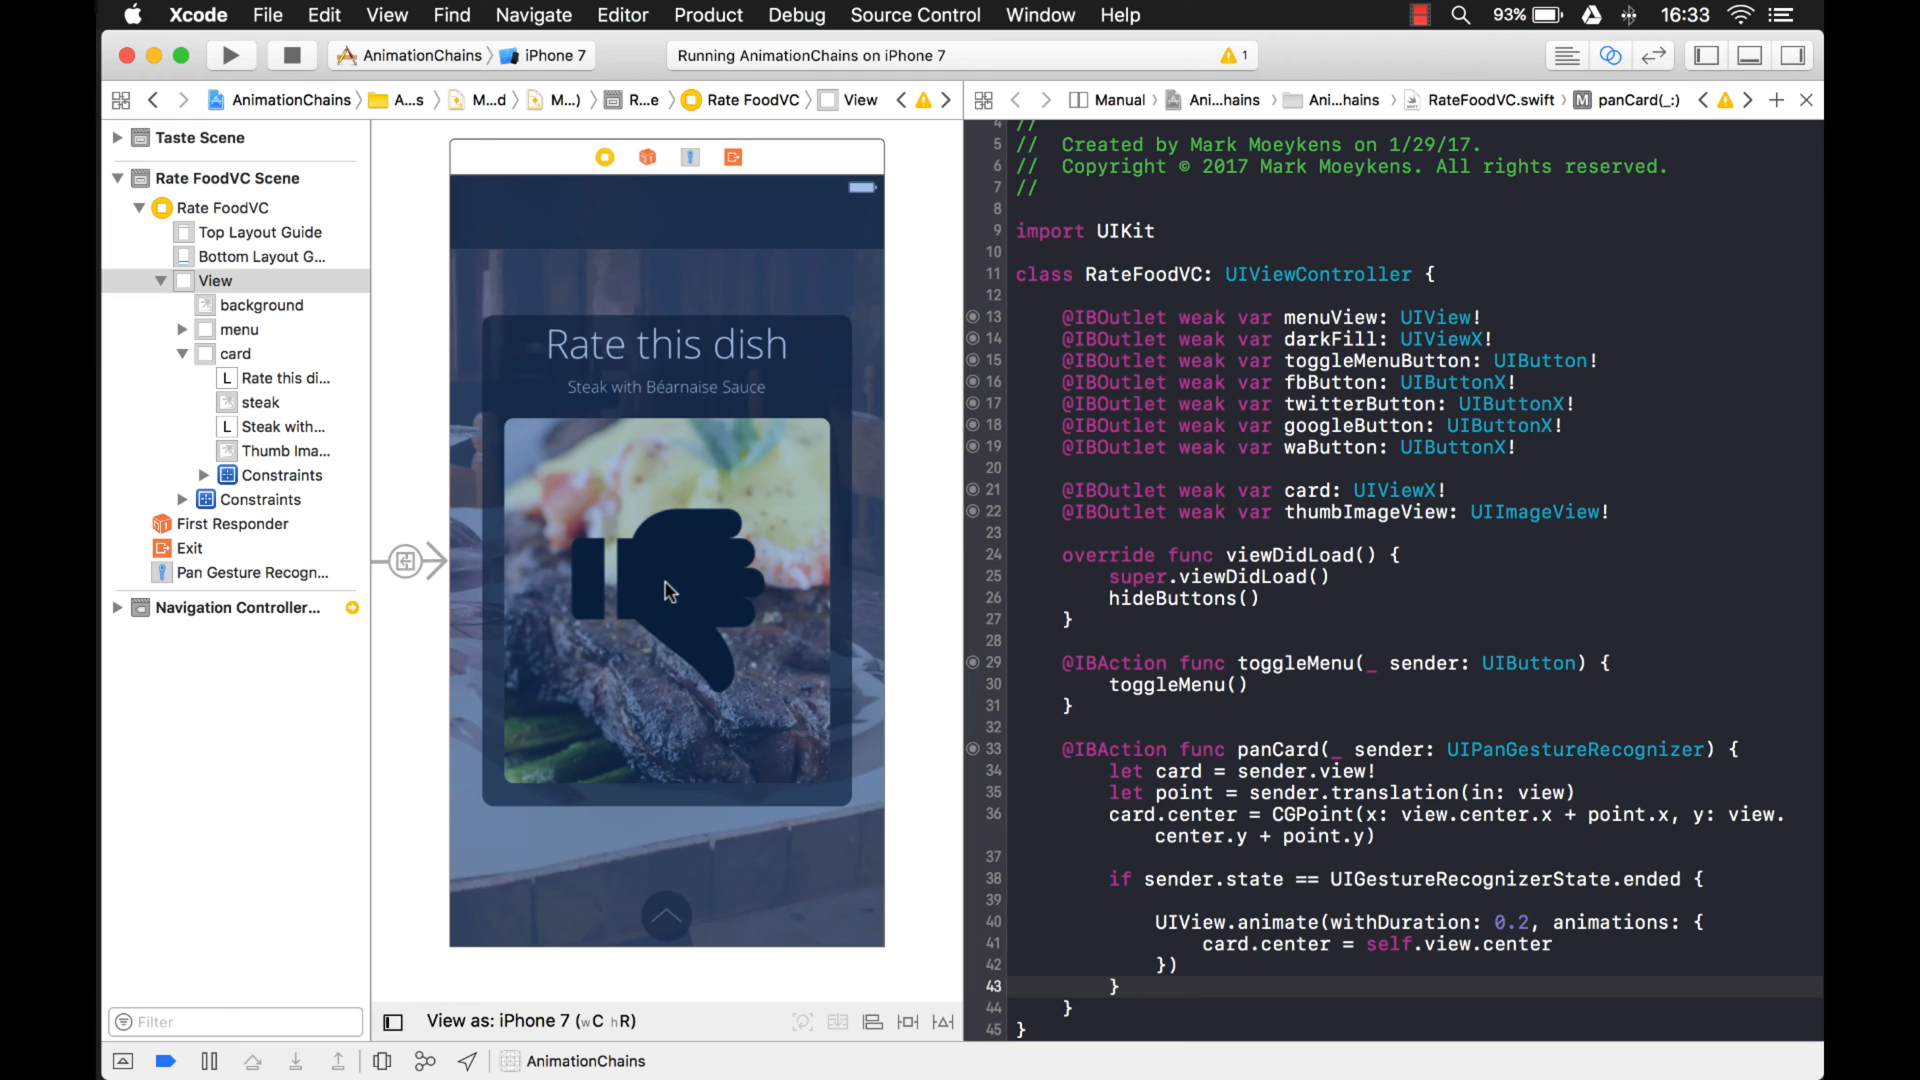 Xcode File Edit View Find Navigate Editor Product Debug Source Control Window Help 93% 16:33
AnimationChains iPhone 7 Running AnimationChains on iPhone 7 1
AnimationChains A...s M...d M...) R...e Rate FoodVC View
Manual Ani...hains Ani...hains RateFoodVC.swift M panCard(_:)
Taste Scene
Rate FoodVC Scene
Rate FoodVC
Top Layout Guide
Bottom Layout G...
View
background
menu
card
L Rate this di...
steak
L Steak with...
Thumb Ima...
Constraints
Constraints
First Responder
Exit
Pan Gesture Recogn...
Navigation Controller...
Filter
Rate this dish
Steak with Béarnaise Sauce
View as: iPhone 7 (wC hR)
4 //
5 // Created by Mark Moeykens on 1/29/17.
6 // Copyright © 2017 Mark Moeykens. All rights reserved.
7 //
8
9 import UIKit
10
11 class RateFoodVC: UIViewController {
12
13 @IBOutlet weak var menuView: UIView!
14 @IBOutlet weak var darkFill: UIViewX!
15 @IBOutlet weak var toggleMenuButton: UIButton!
16 @IBOutlet weak var fbButton: UIButtonX!
17 @IBOutlet weak var twitterButton: UIButtonX!
18 @IBOutlet weak var googleButton: UIButtonX!
19 @IBOutlet weak var waButton: UIButtonX!
20
21 @IBOutlet weak var card: UIViewX!
22 @IBOutlet weak var thumbImageView: UIImageView!
23
24 override func viewDidLoad() {
25 super.viewDidLoad()
26 hideButtons()
27 }
28
29 @IBAction func toggleMenu(_ sender: UIButton) {
30 toggleMenu()
31 }
32
33 @IBAction func panCard(_ sender: UIPanGestureRecognizer) {
34 let card = sender.view!
35 let point = sender.translation(in: view)
36 card.center = CGPoint(x: view.center.x + point.x, y: view.
center.y + point.y)
37
38 if sender.state == UIGestureRecognizerState.ended {
39
40 UIView.animate(withDuration: 0.2, animations: {
41 card.center = self.view.center
42 })
43 }
44 }
45 }
AnimationChains